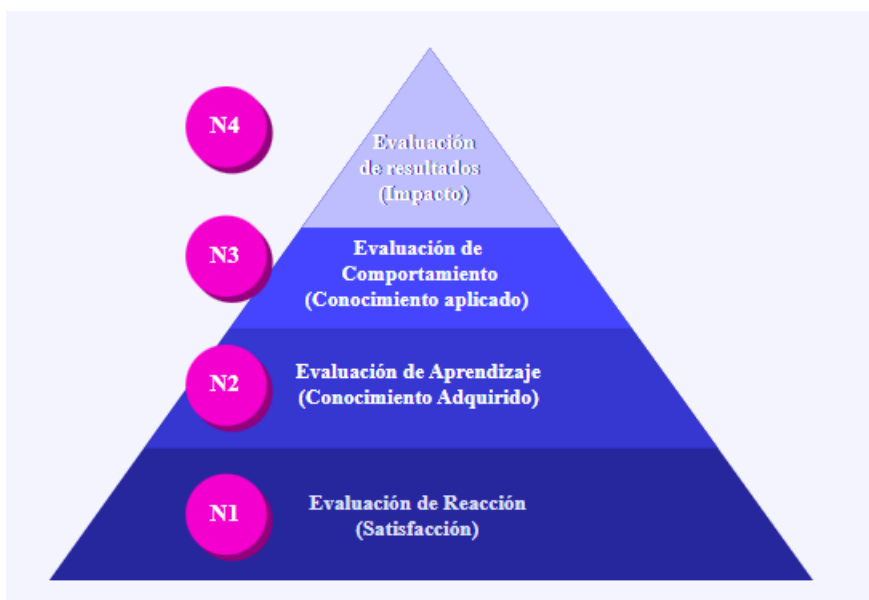 N4
Evaluación
de resultados
(Impacto)
N3
Evaluación de
Comportamiento
(Conocimiento aplicado)
N2
Evaluación de Aprendizaje
(Conocimiento Adquirido)
N1
Evaluación de Reacción
(Satisfacción)